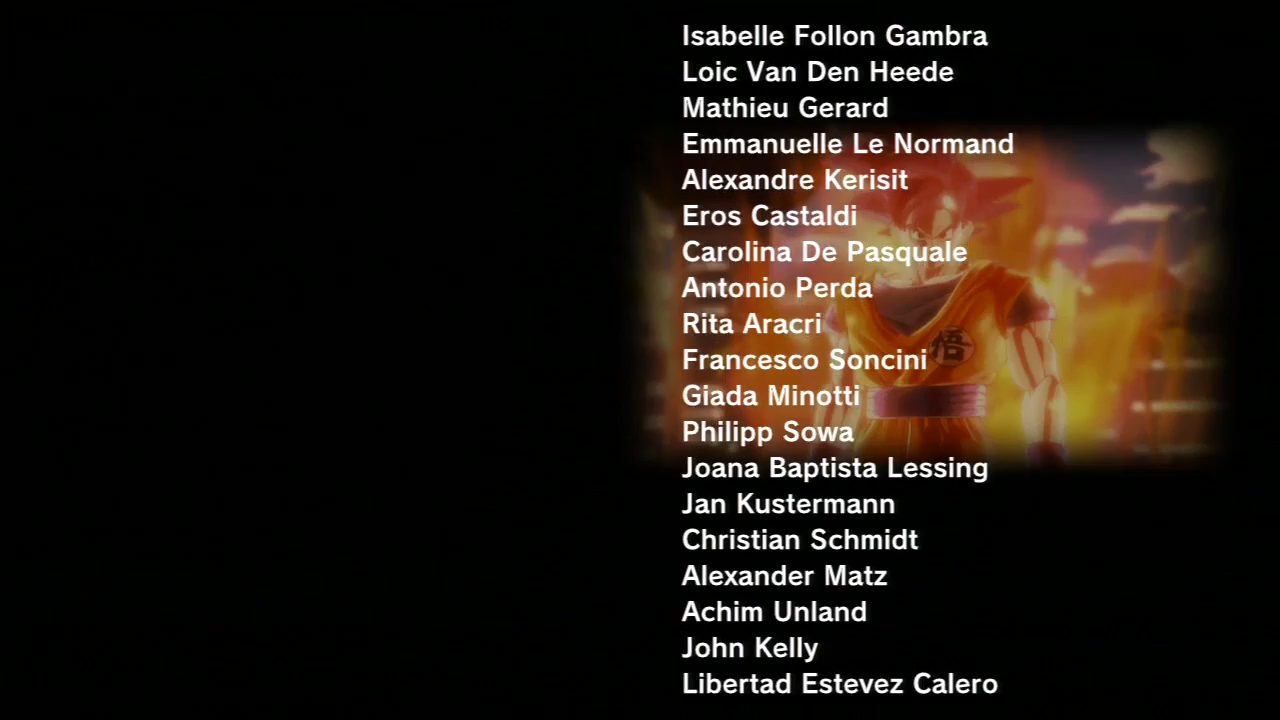 Isabelle Follon Gambra
Loic Van Den Heede
Mathieu Gerard
Emmanuelle Le Normand
Alexandre Kerisit
Eros Castaldi
Carolina De Pasquale
Antonio Perda
Rita Aracri
Francesco Soncini
悟
Giada Minotti
Philipp Sowa
Joana Baptista Lessing
Jan Kustermann
Christian Schmidt
Alexander Matz
Achim Unland
John Kelly
Libertad Estevez Calero